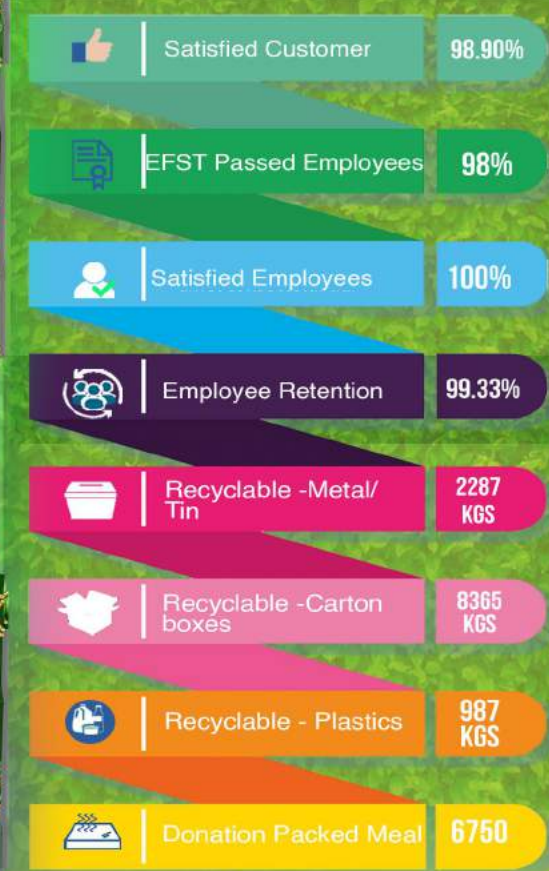 Satisfied Customer
98.90%
EFST Passed Employees
98%
Satisfied Employees
100%
Employee Retention
99.33%
Recyclable -Metal/
Tin
2287
KGS
Recyclable -Carton
boxes
8365
KGS
Recyclable - Plastics
987
KGS
Donation Packed Meal
6750